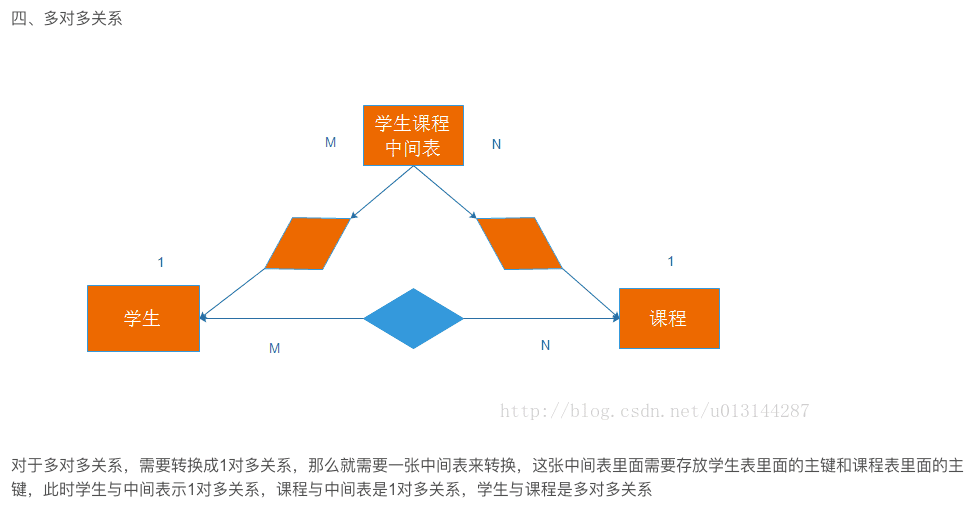 四、多对多关系
学生课程
中间表
M
N
1
1
学生
课程
M
N
http://blog.csdn.net/u013144287
对于多对多关系，需要转换成1对多关系，那么就需要一张中间表来转换，这张中间表里面需要存放学生表里面的主键和课程表里面的主
键，此时学生与中间表示1对多关系，课程与中间表是1对多关系，学生与课程是多对多关系